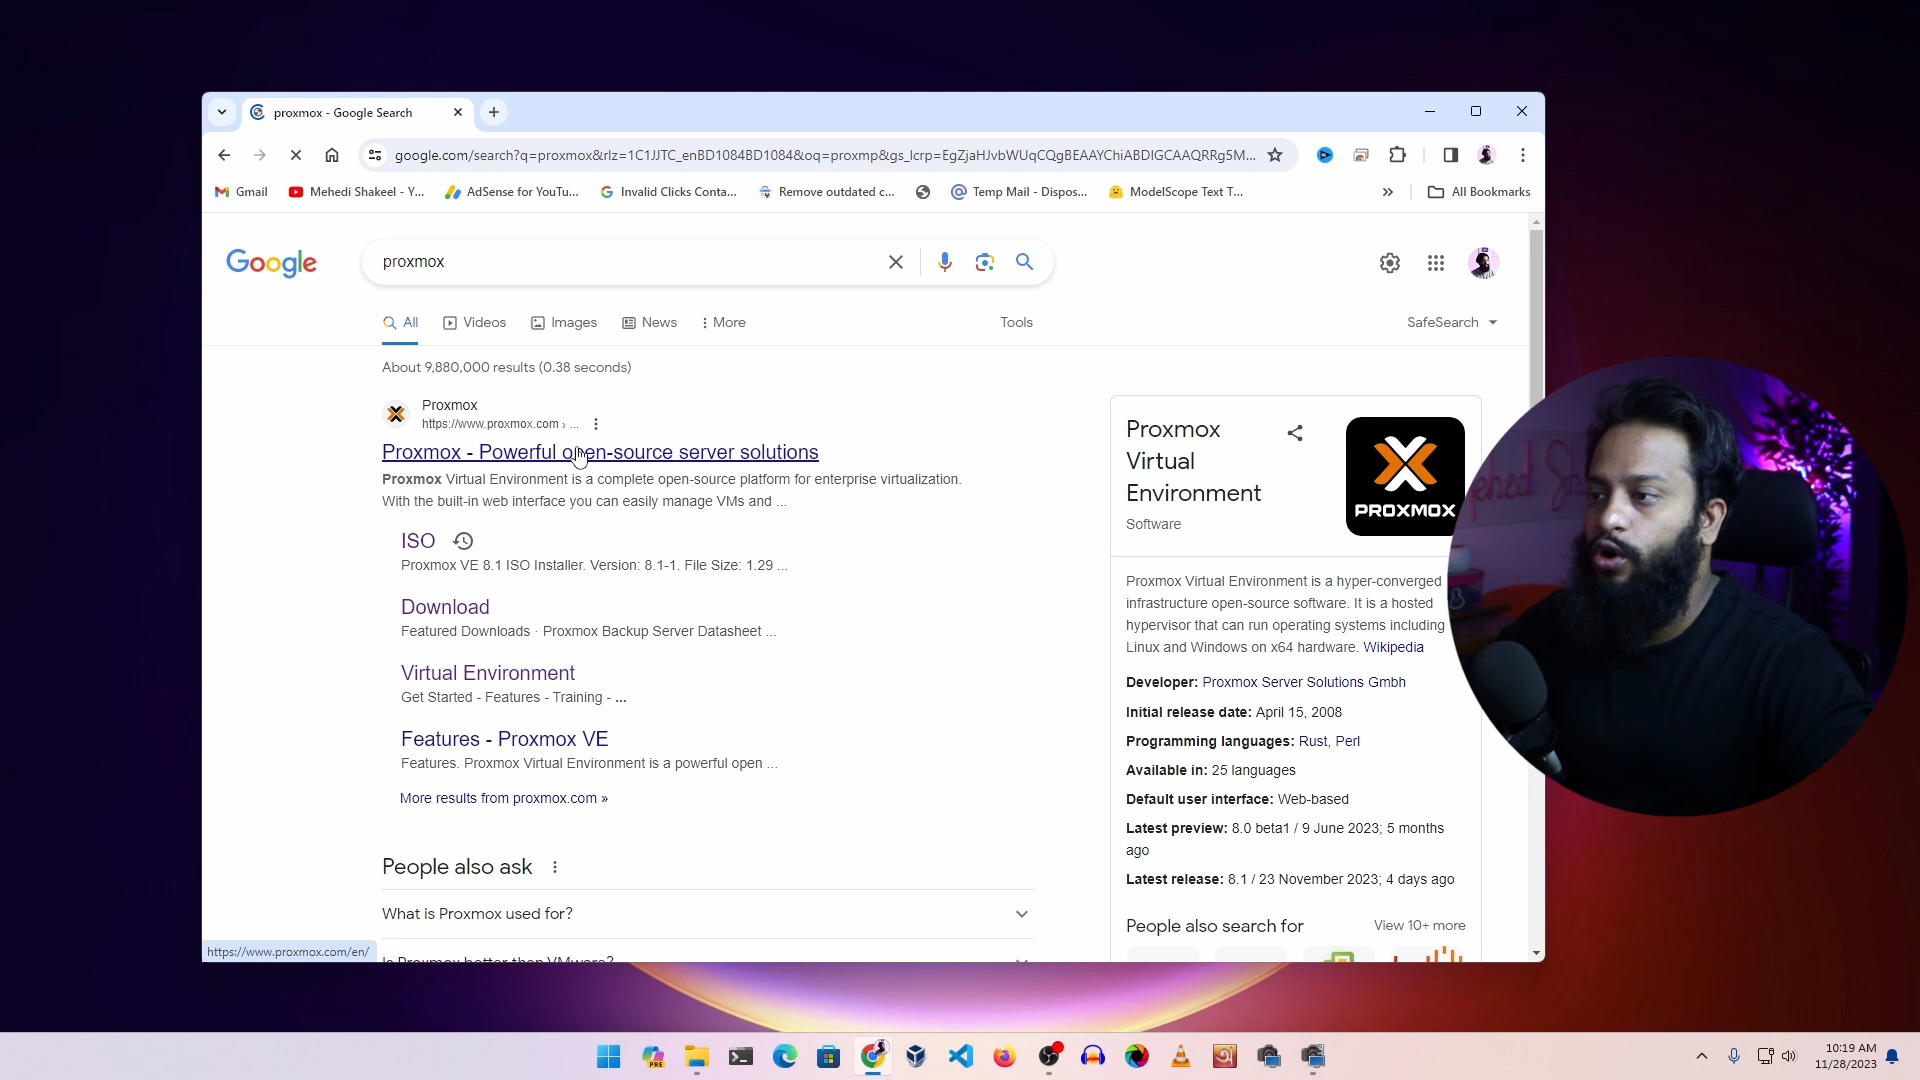 proxmox - Google Search
google.com/search?q=proxmox&rlz=1C1JJTC_enBD1084BD1084&oq=proxmp&gs_lcrp=EgZjaHJvbWUqCQgBEAAYChiABDIGCAAQRRg5M...
Gmail
Mehedi Shakeel - Y...
AdSense for YouTu...
Invalid Clicks Conta...
Remove outdated c...
Temp Mail - Dispos...
ModelScope Text T...
All Bookmarks
Google
proxmox
All
Videos
Images
News
More
Tools
SafeSearch
About 9,880,000 results (0.38 seconds)
Proxmox
https://www.proxmox.com › ...
Proxmox - Powerful open-source server solutions
Proxmox Virtual Environment is a complete open-source platform for enterprise virtualization.
With the built-in web interface you can easily manage VMs and ...
ISO
Proxmox VE 8.1 ISO Installer. Version: 8.1-1. File Size: 1.29 ...
Download
Featured Downloads · Proxmox Backup Server Datasheet ...
Virtual Environment
Get Started - Features - Training - ...
Features - Proxmox VE
Features. Proxmox Virtual Environment is a powerful open ...
More results from proxmox.com »
People also ask
What is Proxmox used for?
Is Proxmox better than VMware?
https://www.proxmox.com/en/
Proxmox
Virtual
Environment
Software
PROXMOX
Proxmox Virtual Environment is a hyper-converged
infrastructure open-source software. It is a hosted
hypervisor that can run operating systems including
Linux and Windows on x64 hardware. Wikipedia
Developer: Proxmox Server Solutions Gmbh
Initial release date: April 15, 2008
Programming languages: Rust, Perl
Available in: 25 languages
Default user interface: Web-based
Latest preview: 8.0 beta1 / 9 June 2023; 5 months
ago
Latest release: 8.1 / 23 November 2023; 4 days ago
People also search for
View 10+ more
PRE
10:19 AM
11/28/2023